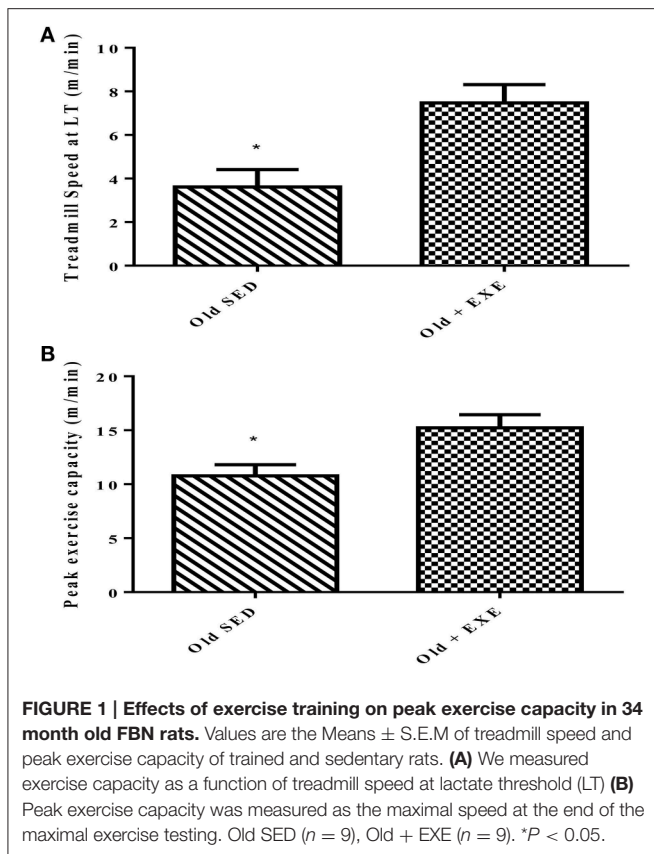 A
Treadmill Speed at LT (m/min)
10
8
6
4
2
0
*
Old SED
Old + EXE
B
Peak exercise capacity (m/min)
20
15
10
5
0
*
Old SED
Old + EXE
FIGURE 1 | Effects of exercise training on peak exercise capacity in 34
month old FBN rats. Values are the Means ± S.E.M of treadmill speed and
peak exercise capacity of trained and sedentary rats. (A) We measured
exercise capacity as a function of treadmill speed at lactate threshold (LT) (B)
Peak exercise capacity was measured as the maximal speed at the end of the
maximal exercise testing. Old SED (n = 9), Old + EXE (n = 9). *P < 0.05.